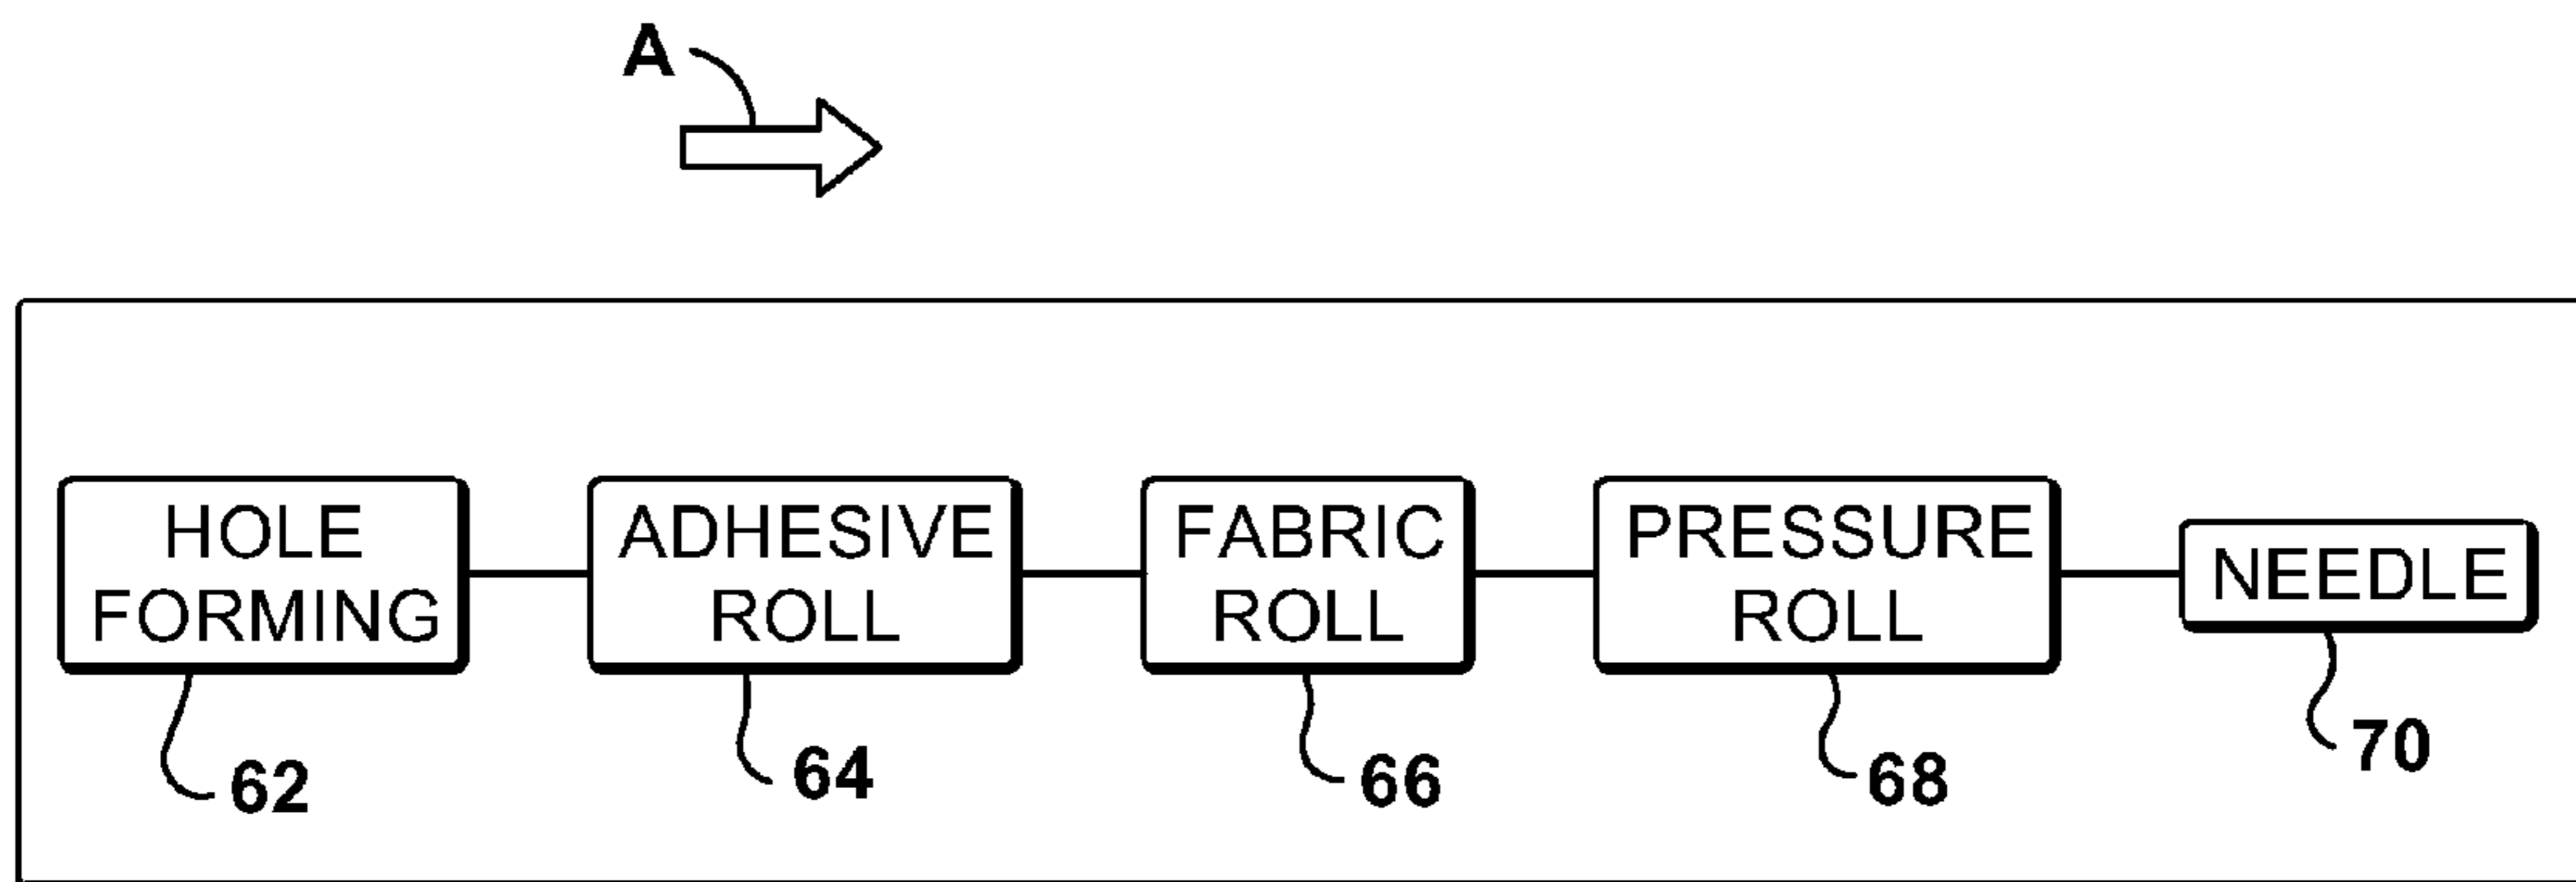 A
HOLE
FORMING
ADHESIVE
ROLL
FABRIC
ROLL
PRESSURE
ROLL
NEEDLE
62
64
66
68
70